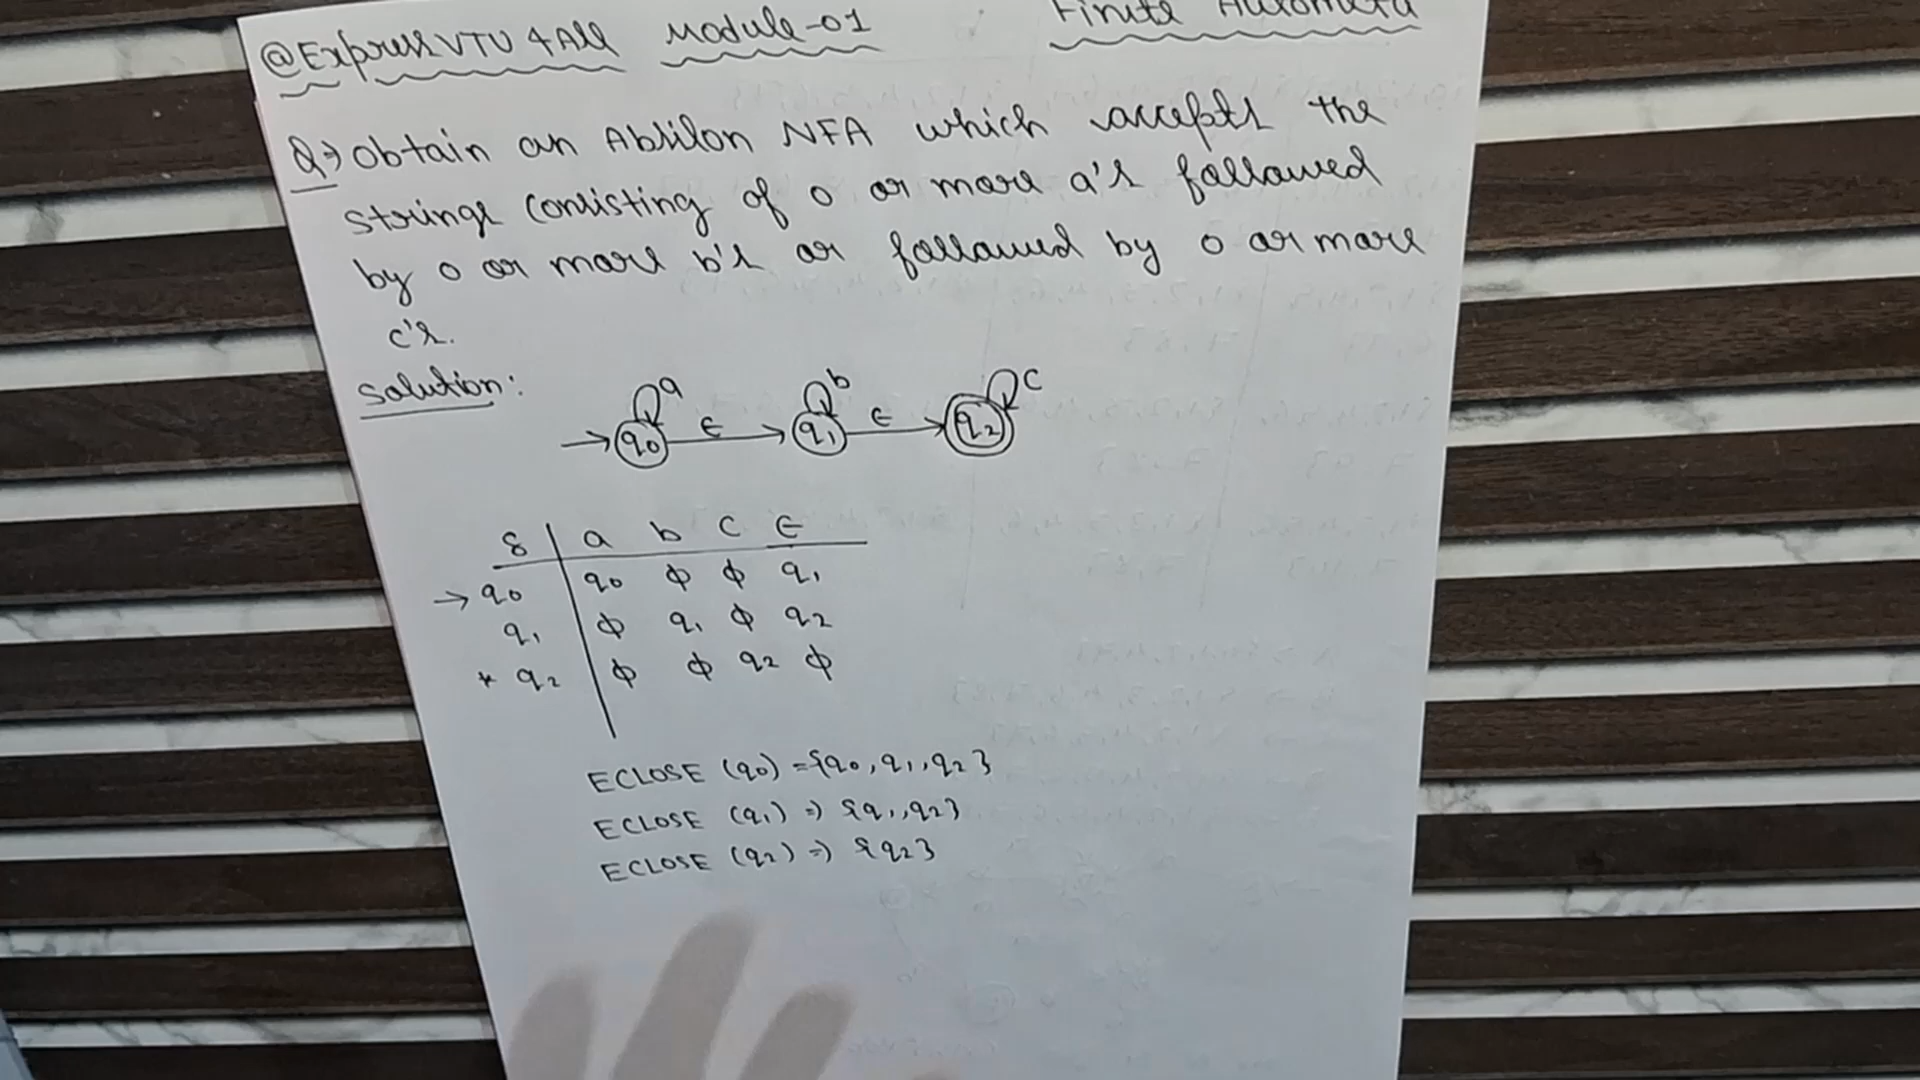 @ExpressVTU 4All Module-01 Finite Automata
Q→ Obtain an Absilon NFA which accepts the
strings consisting of 0 or more a's followed
by 0 or more b's or followed by 0 or more
c's.
Solution:
a b c
→ q0 ϵ q1 ϵ q2
δ a b c ϵ
→ q0 q0 ϕ ϕ q1
q1 ϕ q1 ϕ q2
* q2 ϕ ϕ q2 ϕ
ECLOSE (q0) = {q0, q1, q2}
ECLOSE (q1) => {q1, q2}
ECLOSE (q2) => {q2}